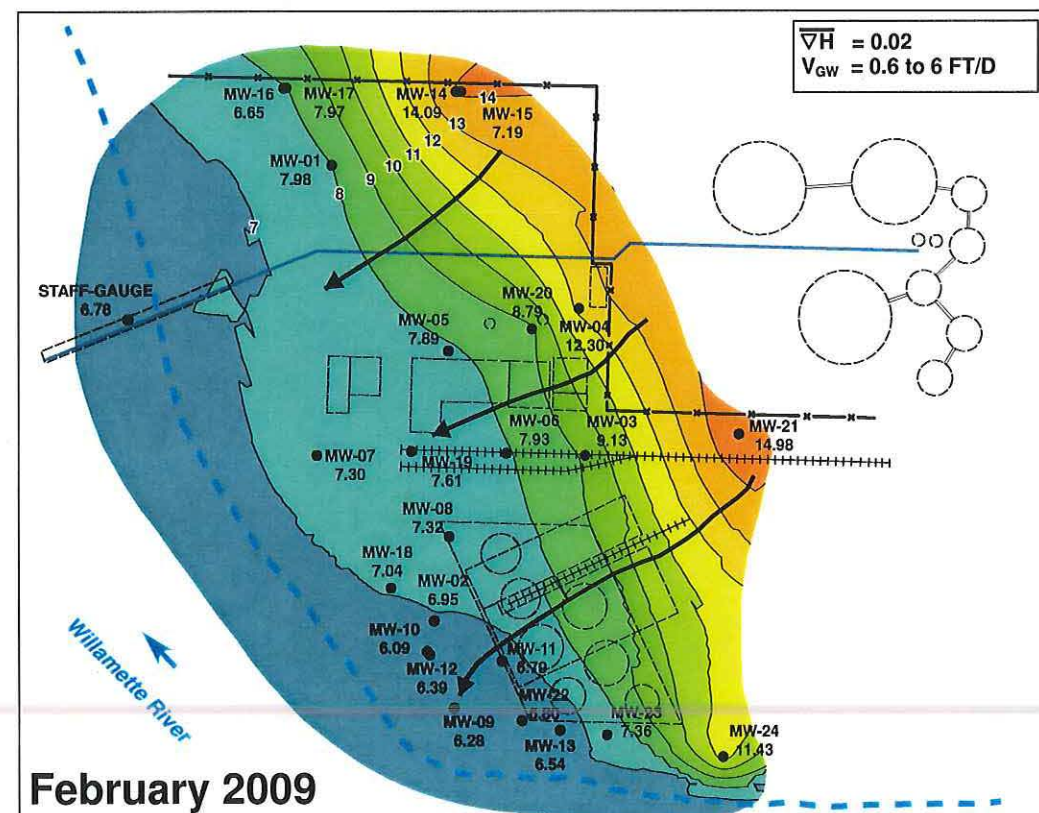 ∇H = 0.02
VGW = 0.6 to 6 FT/D
MW-16
6.65
MW-17
7.97
MW-14
14.09
14
MW-15
7.19
13
12
11
10
9
8
MW-01
7.98
7
STAFF-GAUGE
6.78
MW-20
8.79
MW-04
12.30
MW-05
7.89
MW-06
7.93
MW-03
9.13
MW-21
14.98
MW-07
7.30
MW-19
7.61
MW-08
7.32
MW-18
7.04
MW-02
6.95
MW-10
6.09
MW-12
6.39
MW-11
6.79
MW-22
MW-09
6.28
MW-13
6.54
MW-23
7.36
MW-24
11.43
Willamette River
February 2009